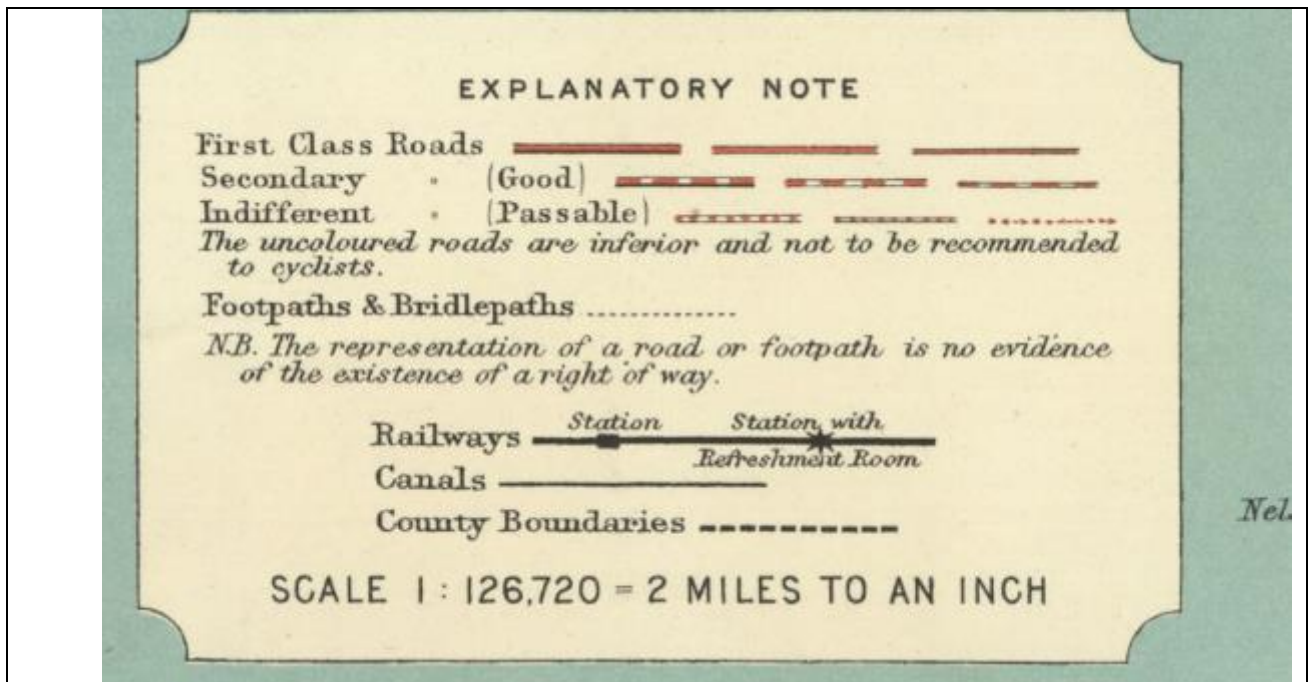 EXPLANATORY NOTE
First Class Roads
Secondary " (Good)
Indifferent " (Passable)
The uncoloured roads are inferior and not to be recommended
to cyclists.
Footpaths & Bridlepaths
N.B. The representation of a road or footpath is no evidence
of the existence of a right of way.
Station Station with
Railways
Refreshment Room
Canals
County Boundaries
SCALE 1 : 126,720 = 2 MILES TO AN INCH